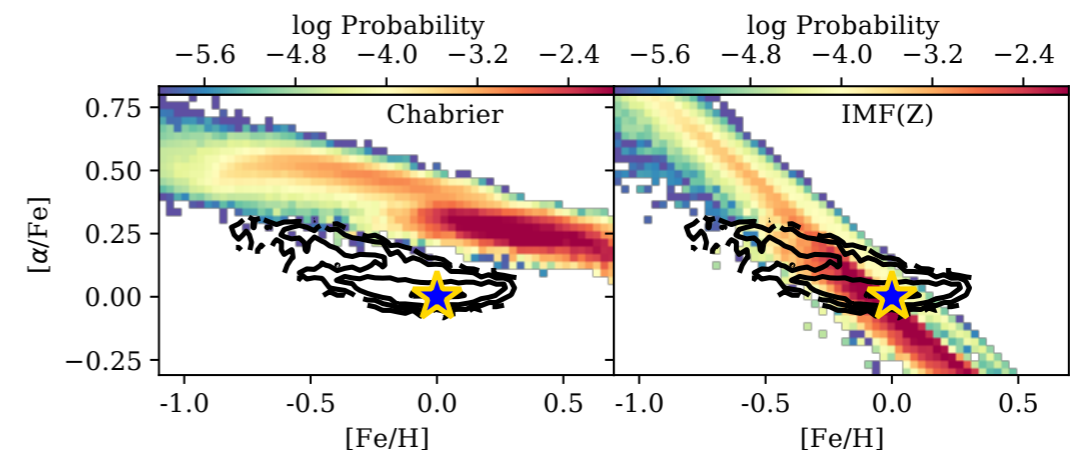 log Probability log Probability
−5.6 −4.8 −4.0 −3.2 −2.4 −5.6 −4.8 −4.0 −3.2 −2.4
Chabrier IMF(Z)
0.75
0.50
0.25
0.00
−0.25
[α/Fe]
-1.0 -0.5 0.0 0.5 -1.0 -0.5 0.0 0.5
[Fe/H] [Fe/H]